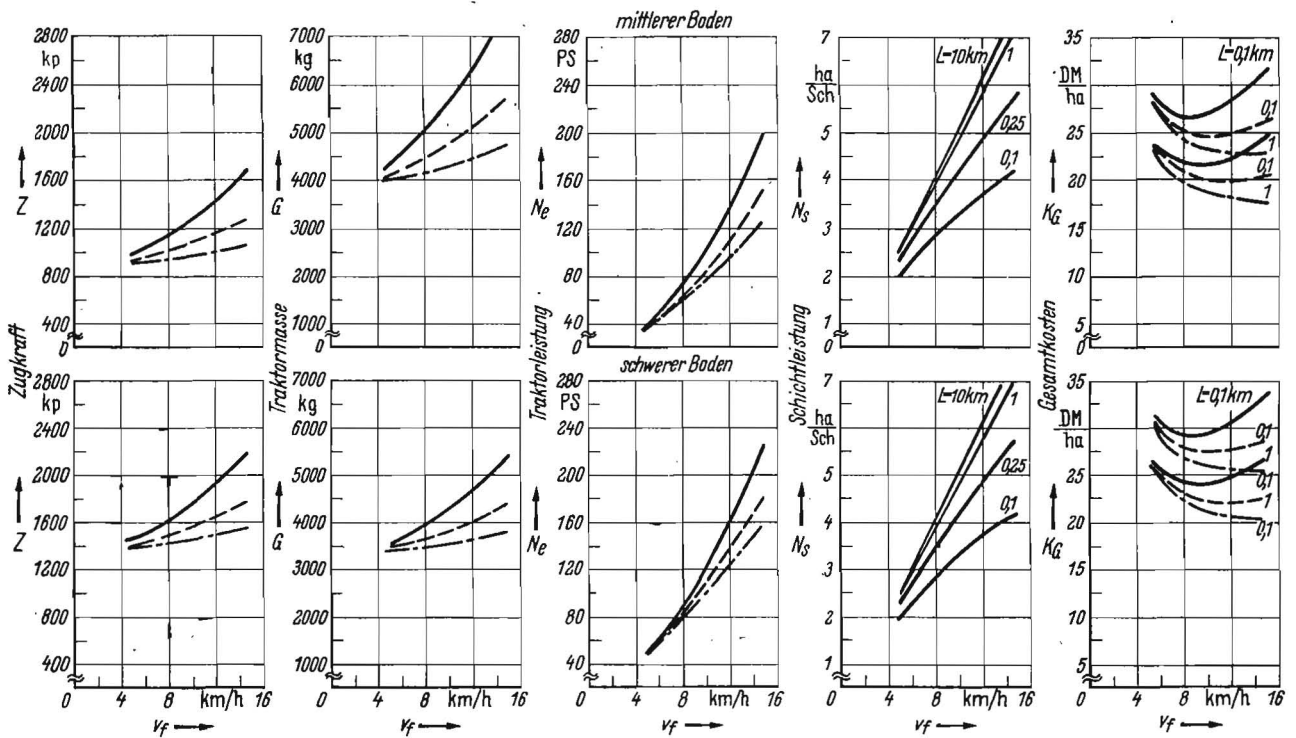 mittlerer Boden
2800
kp
2400
2000
1600
1200
800
400
0
Z
Zugkraft
7000
kg
6000
5000
4000
3000
2000
1000
0
G
Traktormasse
280
PS
240
200
160
120
80
40
0
Ne
Traktorleistung
7
ha
Sch
5
4
3
2
1
0
Ns
Schichtleistung
L=10km
1
0,25
0,1
35
DM
ha
25
20
15
10
5
0
KG
Gesamtkosten
L=0,1km
0,1
1
0,1
1
schwerer Boden
2800
kp
2400
2000
1600
1200
800
400
Z
0 4 8 km/h 16
vf
7000
kg
6000
5000
4000
3000
2000
1000
G
0 4 8 km/h 16
vf
280
PS
240
200
160
120
80
40
Ne
0 4 8 km/h 16
vf
7
ha
Sch
5
4
3
2
1
Ns
L=10km
1
0,25
0,1
0 4 8 km/h 16
vf
35
DM
ha
25
20
15
10
5
KG
L=0,1km
0,1
1
0,1
1
0,1
0 4 8 km/h 16
vf